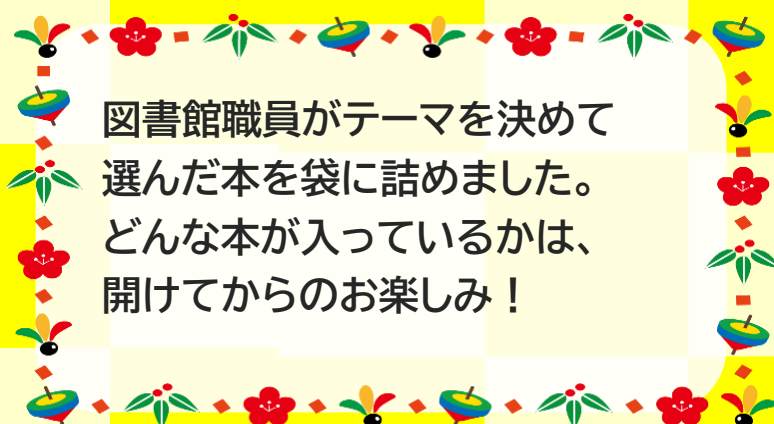 図書館職員がテーマを決めて
選んだ本を袋に詰めました。
どんな本が入っているかは、
開けてからのお楽しみ！